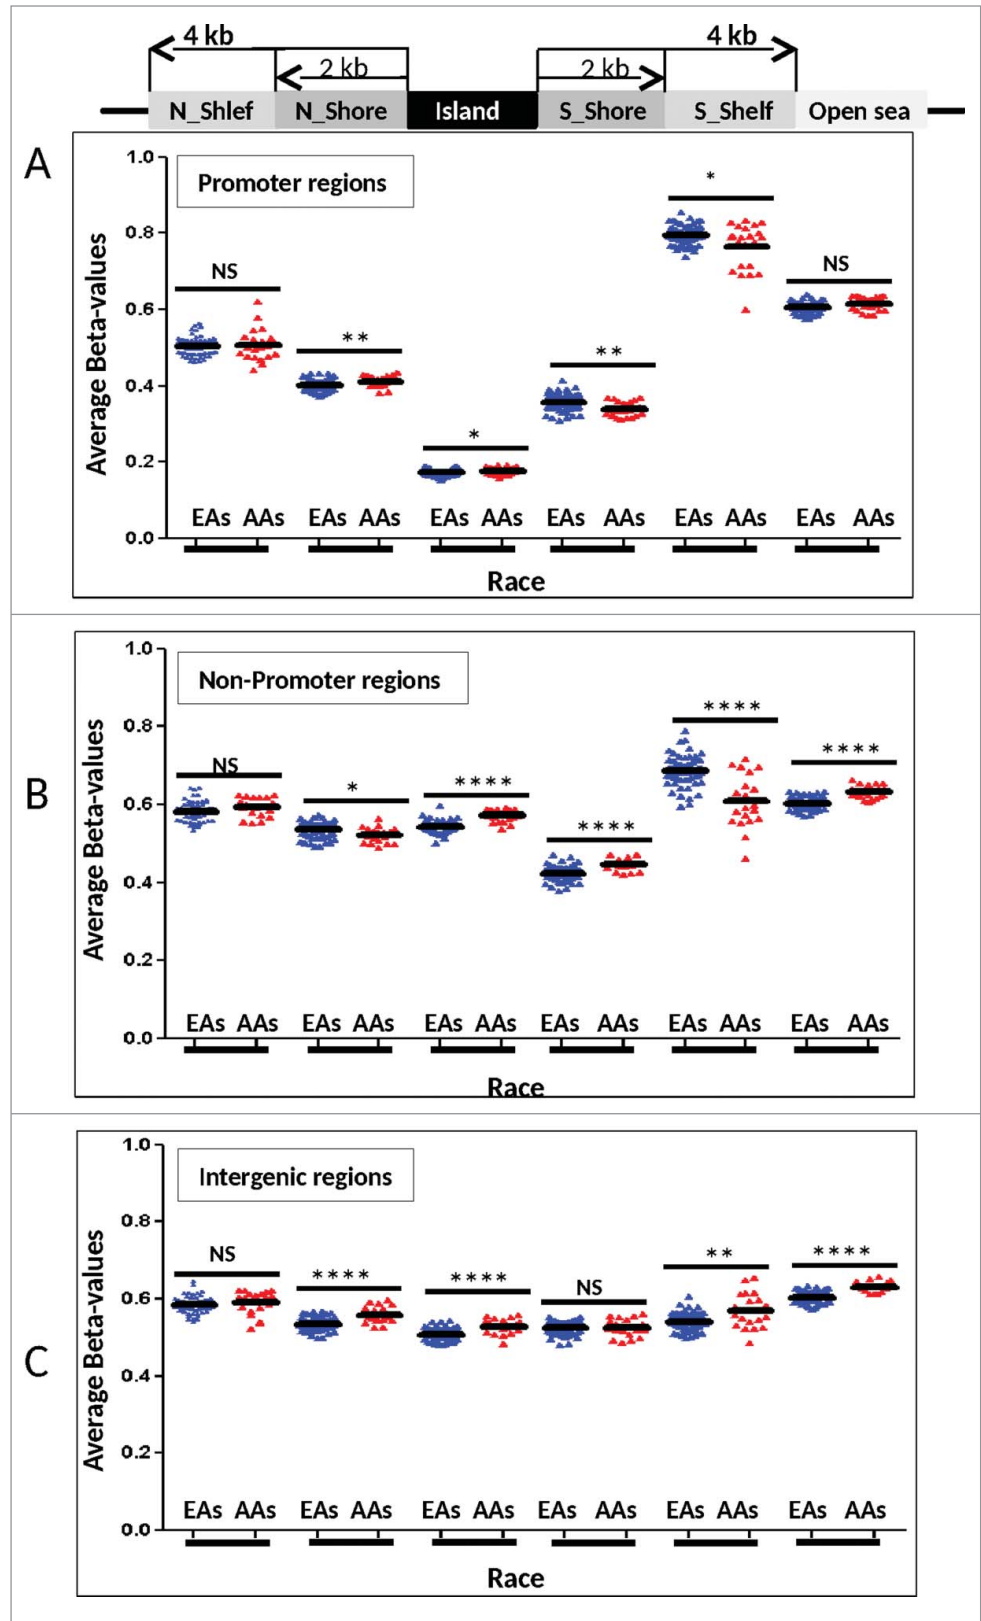 4 kb 4 kb
2 kb 2 kb
N_Shlef N_Shore Island S_Shore S_Shelf Open sea
A
Promoter regions
Average Beta-values
1.0
0.8
0.6
0.4
0.2
0.0
NS ** * ** * NS
EAs AAs EAs AAs EAs AAs EAs AAs EAs AAs EAs AAs
Race
B
Non-Promoter regions
Average Beta-values
1.0
0.8
0.6
0.4
0.2
0.0
NS * **** **** **** ****
EAs AAs EAs AAs EAs AAs EAs AAs EAs AAs EAs AAs
Race
C
Intergenic regions
Average Beta-values
1.0
0.8
0.6
0.4
0.2
0.0
NS **** **** NS ** ****
EAs AAs EAs AAs EAs AAs EAs AAs EAs AAs EAs AAs
Race